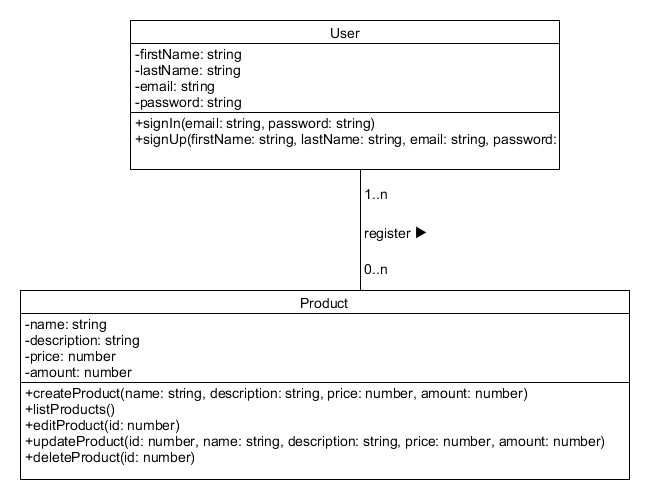 User
-firstName: string
-lastName: string
-email: string
-password: string
+signIn(email: string, password: string)
+signUp(firstName: string, lastName: string, email: string, password:
1..n
register ▶
0..n
Product
-name: string
-description: string
-price: number
-amount: number
+createProduct(name: string, description: string, price: number, amount: number)
+listProducts()
+editProduct(id: number)
+updateProduct(id: number, name: string, description: string, price: number, amount: number)
+deleteProduct(id: number)